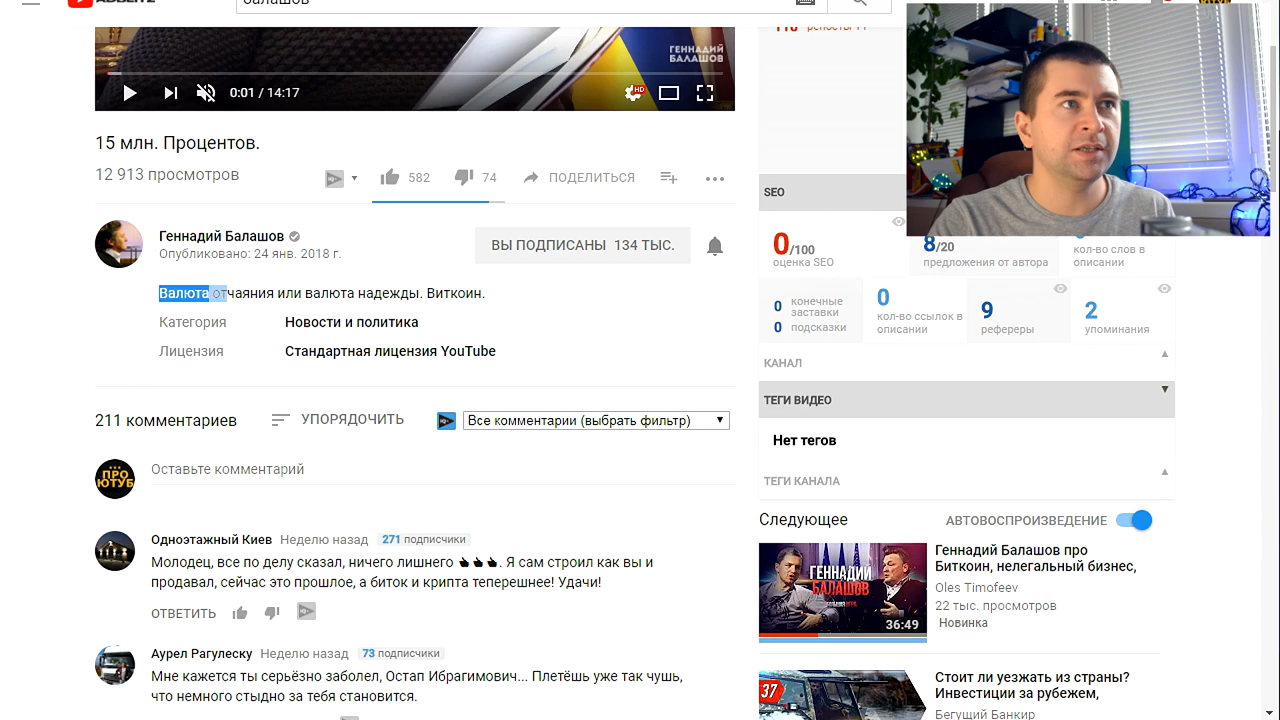 балашов
ГЕННАДИЙ
БАЛАШОВ
0:01 / 14:17
HD
15 млн. Процентов.
12 913 просмотров
582
74
ПОДЕЛИТЬСЯ
Геннадий Балашов
Опубликовано: 24 янв. 2018 г.
ВЫ ПОДПИСАНЫ 134 ТЫС.
Валюта отчаяния или валюта надежды. Виткоин.
Категория
Новости и политика
Лицензия
Стандартная лицензия YouTube
211 комментариев
УПОРЯДОЧИТЬ
Все комментарии (выбрать фильтр)
ПРО
ЮТУБ
Оставьте комментарий
Одноэтажный Киев Неделю назад 271 подписчики
Молодец, все по делу сказал, ничего лишнего
Я сам строил как вы и
продавал, сейчас это прошлое, а биток и крипта теперешнее! Удачи!
ОТВЕТИТЬ
Аурел Рагулеску Неделю назад 73 подписчики
Мне кажется ты серьёзно заболел, Остап Ибрагимович... Плетёшь уже так чушь,
что немного стыдно за тебя становится.
SEO
0/100
оценка SEO
8/20
предложения от автора
кол-во слов в
описании
0 конечные
заставки
0 подсказки
0
кол-во ссылок в
описании
9
рефереры
2
упоминания
КАНАЛ
ТЕГИ ВИДЕО
Нет тегов
ТЕГИ КАНАЛА
Следующее
АВТОВОСПРОИЗВЕДЕНИЕ
ГЕННАДИЙ
БАЛАШОВ
36:49
Геннадий Балашов про
Биткоин, нелегальный бизнес,
Oles Timofeev
22 тыс. просмотров
Новинка
37
Стоит ли уезжать из страны?
Инвестиции за рубежом,
Бегущий Банкир